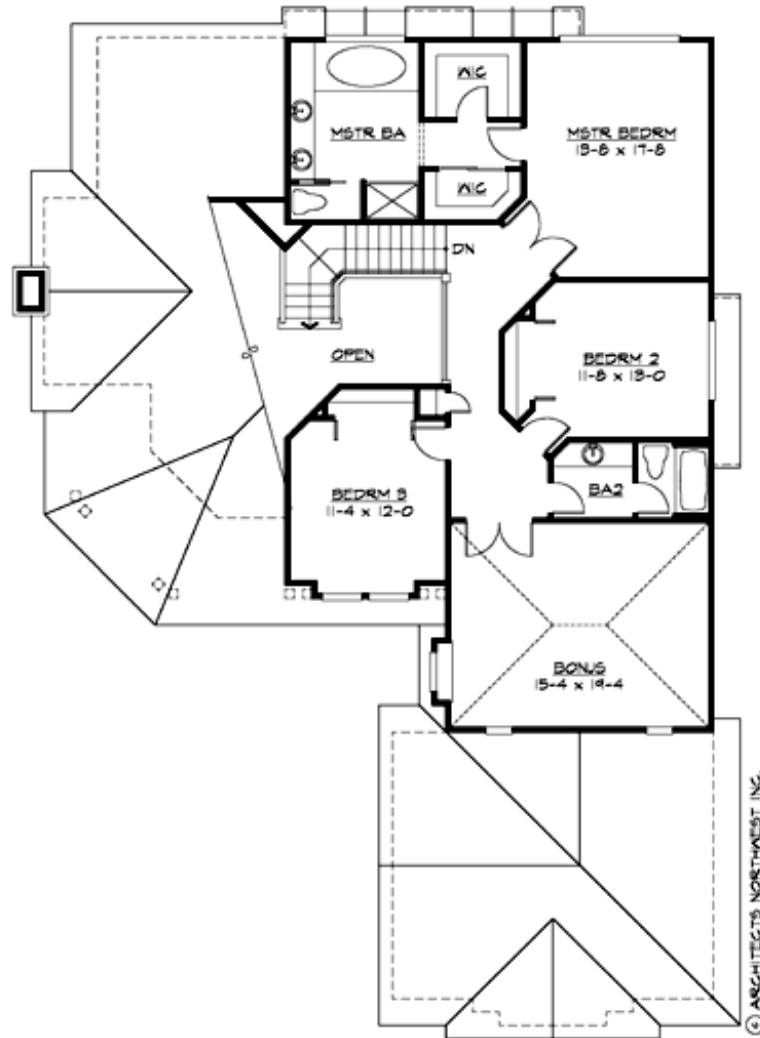 WIC
MSTR BA
MSTR BEDRM
13-8 x 17-8
WIC
DN
OPEN
BEDRM 2
11-8 x 13-0
BEDRM 3
11-4 x 12-0
BA2
BONUS
15-4 x 19-4
© ARCHITECTS NORTHWEST INC.